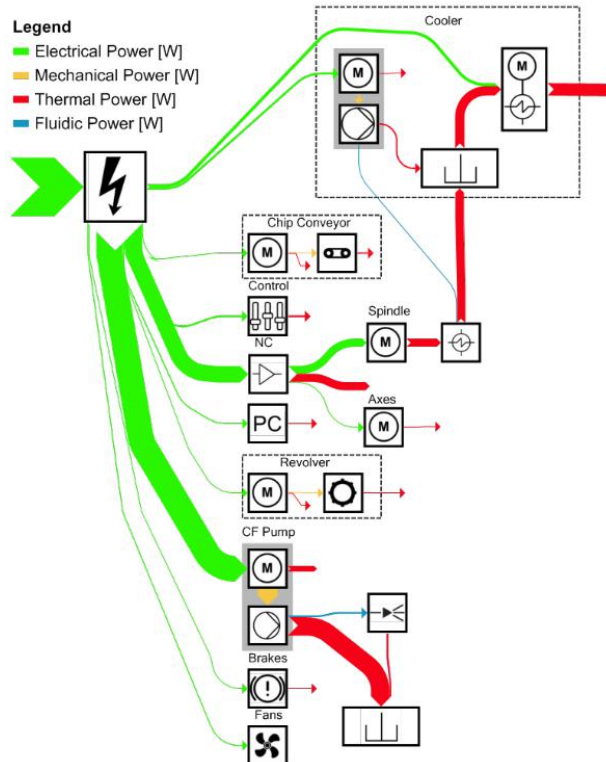 Legend
Electrical Power [W]
Mechanical Power [W]
Thermal Power [W]
Fluidic Power [W]
Cooler
M
M
Chip Conveyor
M
Control
NC
Spindle
M
Axes
PC
M
Revolver
M
CF Pump
M
Brakes
!
Fans